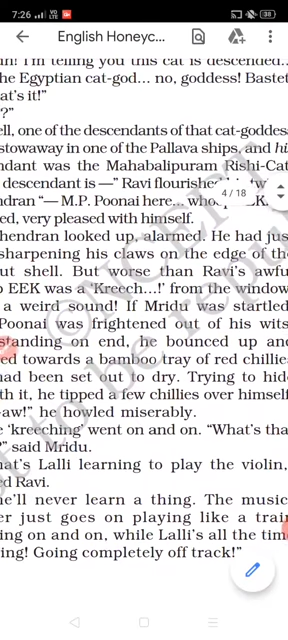 7:26
VO
LTE
38
English Honeyc...
n! I'm telling you this cat is descended..
he Egyptian cat-god... no, goddess! Bastet
at's it!"
?"
ll, one of the descendants of that cat-goddess
stowaway in one of the Pallava ships, and hi
ndant was the Mahabalipuram Rishi-Cat
descendant is —" Ravi flourished
4 / 18
ndran "— M.P. Poonai here...
ed, very pleased with himself.
hendran looked up, alarmed. He had jus
sharpening his claws on the edge of the
ut shell. But worse than Ravi's awfu
EEK was a 'Kreech...!' from the window
a weird sound! If Mridu was startled
Poonai was frightened out of his wits
standing on end, he bounced up and
ed towards a bamboo tray of red chillie
had been set out to dry. Trying to hide
th it, he tipped a few chillies over himself
aw!" he howled miserably.
e 'kreeching' went on and on. "What's tha
?" said Mridu.
hat's Lalli learning to play the violin,
ed Ravi.
he'll never learn a thing. The music
er just goes on playing like a train
ing on and on, while Lalli's all the time
ing! Going completely off track!"